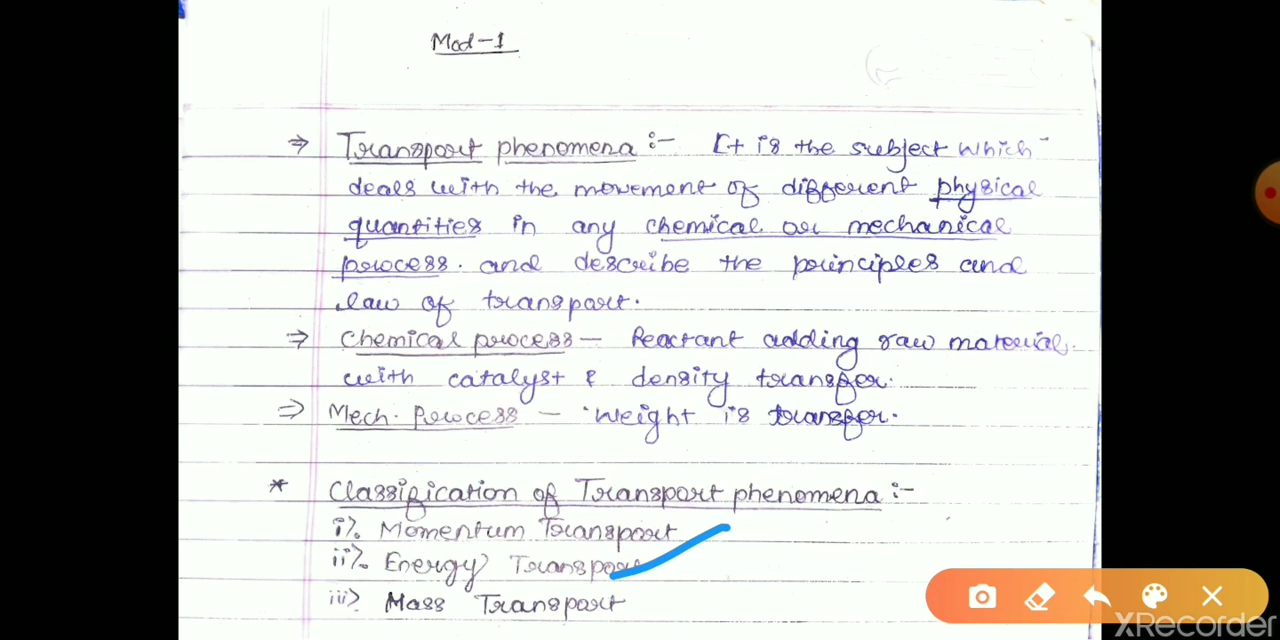 Mod-1
⇒ Transport phenomena :- It is the subject which
deals with the movement of different physical
quantities in any chemical or mechanical
process. and describe the principles and
law of transport.
⇒ Chemical process - Reactant adding raw material
with catalyst & density transfer.
⇒ Mech. Process - Weight is transfer.
* Classification of Transport phenomena :-
i) Momentum Transport
ii) Energy Transport
iii) Mass Transport
XRecorder